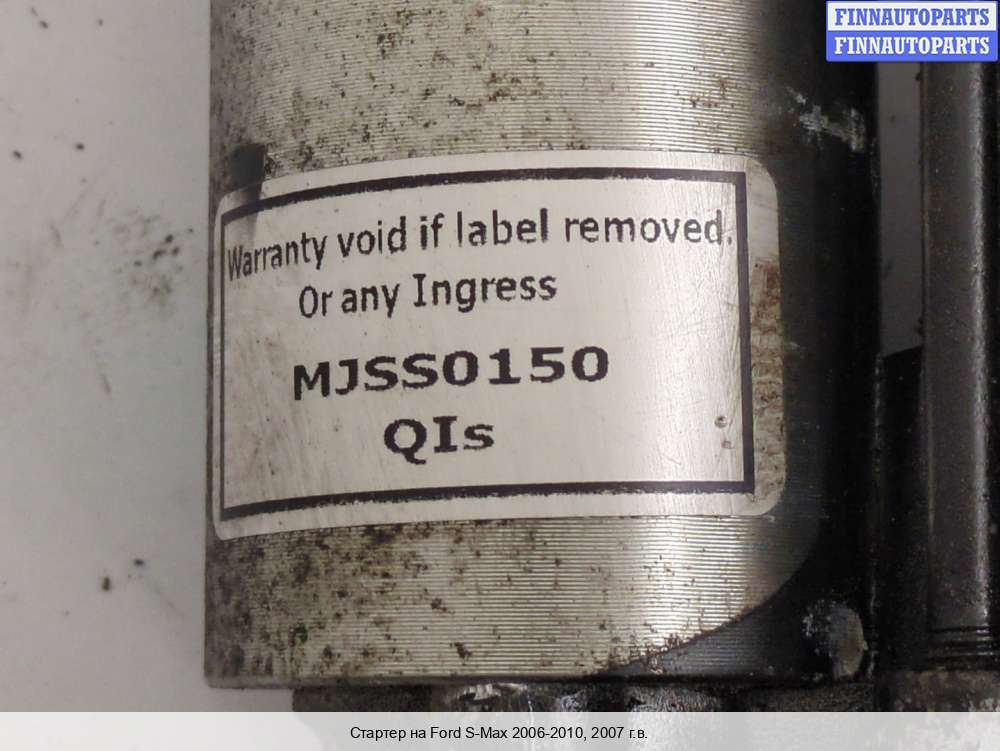 FINNAUTOPARTS
FINNAUTOPARTS
Warranty void if label removed.
Or any Ingress
MJSS0150
QIs
Стартер на Ford S-Max 2006-2010, 2007 г.в.